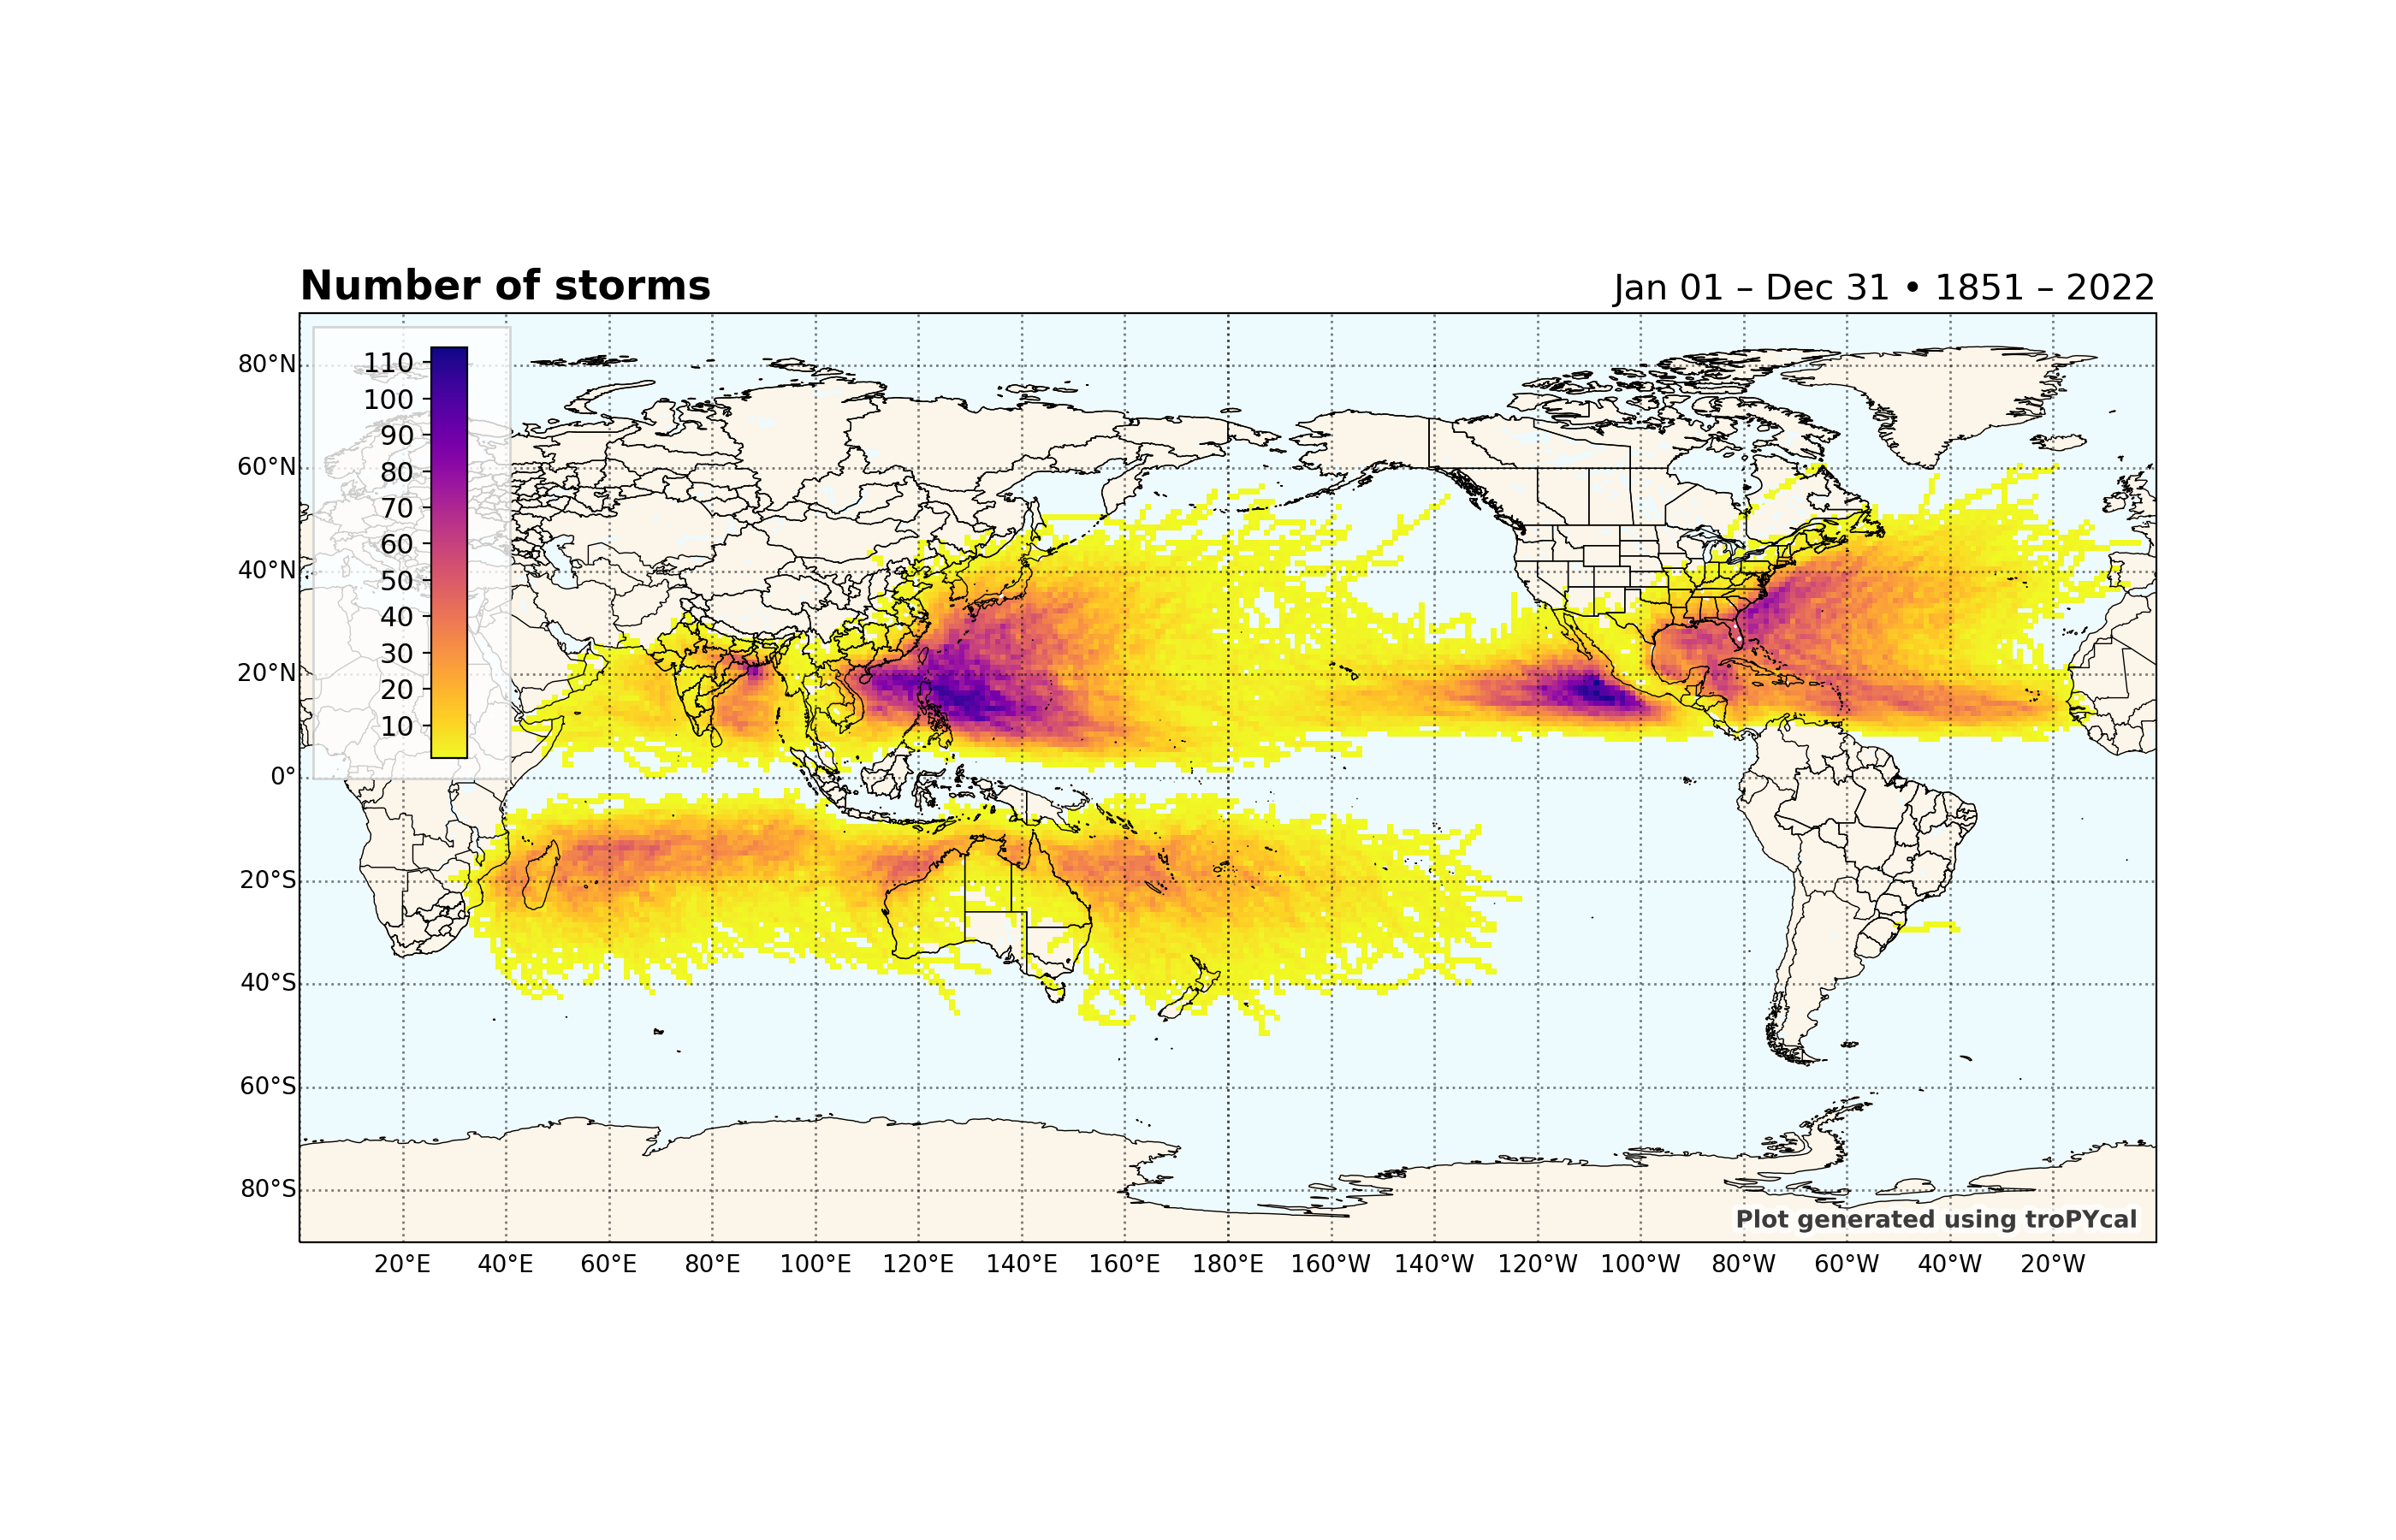 Number of storms
Jan 01 – Dec 31 • 1851 – 2022
110
100
90
80
70
60
50
40
30
20
10
80°N
60°N
40°N
20°N
0°
20°S
40°S
60°S
80°S
20°E 40°E 60°E 80°E 100°E 120°E 140°E 160°E 180°E 160°W 140°W 120°W 100°W 80°W 60°W 40°W 20°W
Plot generated using troPYcal